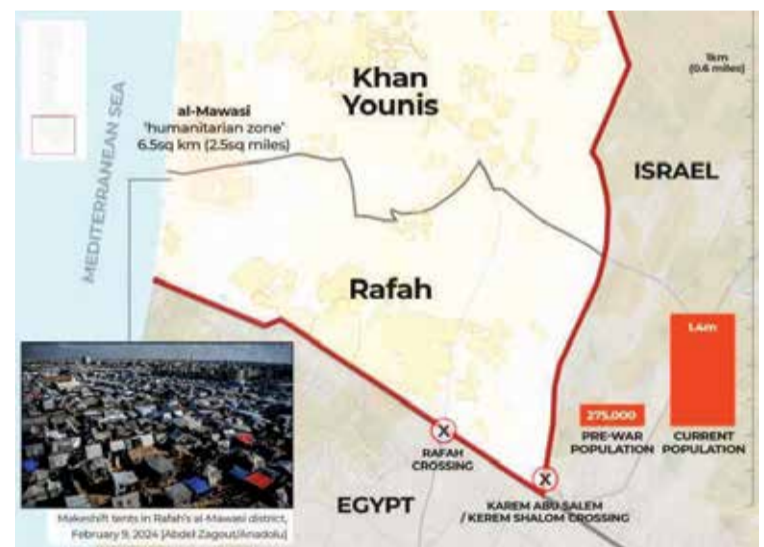 Khan
Younis
1km
(0.6 miles)
al-Mawasi
'humanitarian zone'
6.5sq km (2.5sq miles)
MEDITERRANEAN SEA
ISRAEL
Rafah
1.4m
275,000
PRE-WAR
POPULATION
CURRENT
POPULATION
RAFAH
CROSSING
EGYPT
KAREM ABU SALEM
/ KEREM SHALOM CROSSING
Makeshift tents in Rafah's al-Mawasi district,
February 9, 2024 [Abdel Zagout/Anadolu]